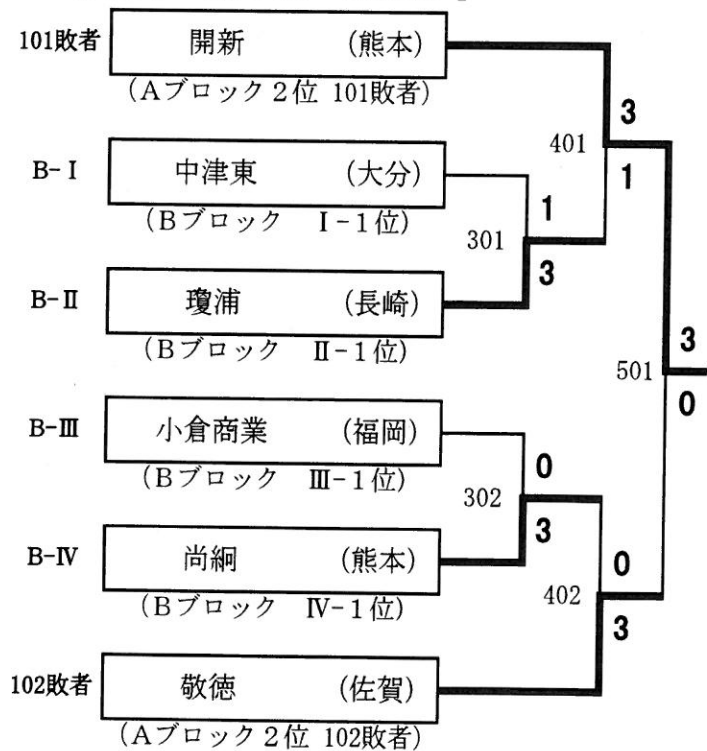 101敗者 開新 (熊本)
(Aブロック2位 101敗者)
3
401
1
B-Ⅰ 中津東 (大分)
(Bブロック Ⅰ-1位)
1
301
3
B-Ⅱ 瓊浦 (長崎)
(Bブロック Ⅱ-1位)
3
501
0
B-Ⅲ 小倉商業 (福岡)
(Bブロック Ⅲ-1位)
0
302
3
B-Ⅳ 尚絅 (熊本)
(Bブロック Ⅳ-1位)
0
402
3
102敗者 敬徳 (佐賀)
(Aブロック2位 102敗者)